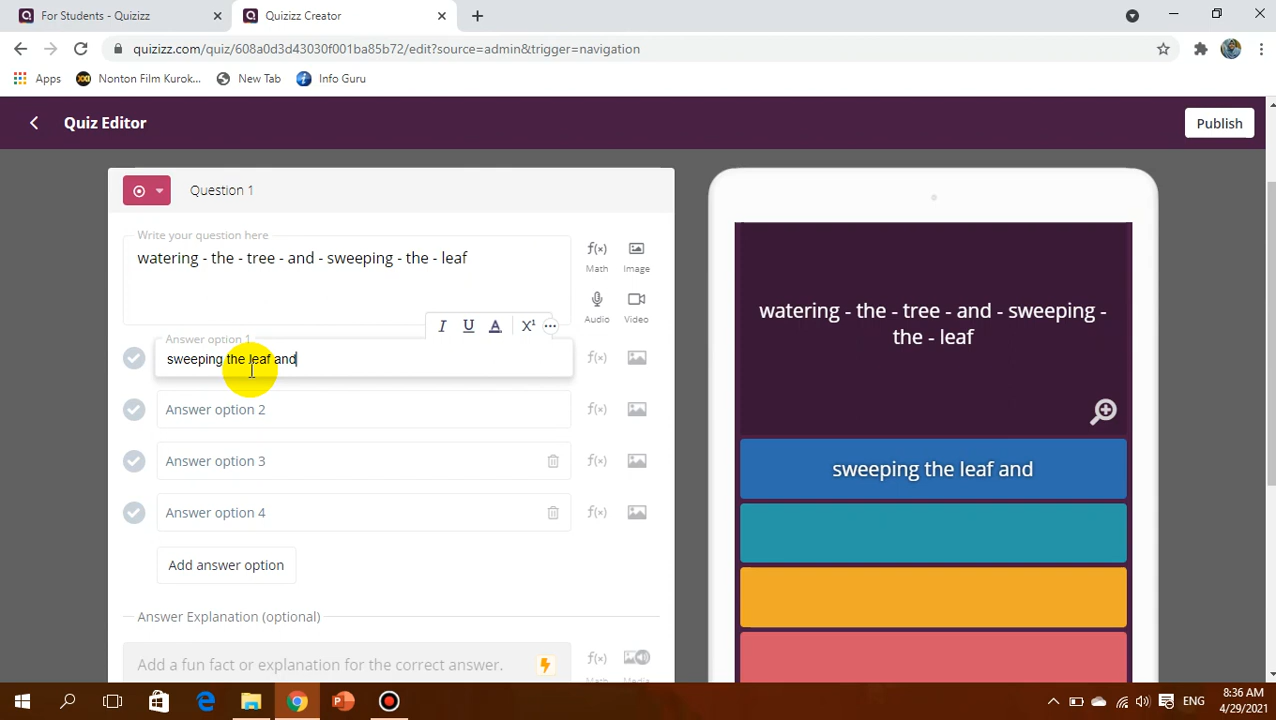 For Students - Quizizz
Quizizz Creator
quizizz.com/quiz/608a0d3d43030f001ba85b72/edit?source=admin&trigger=navigation
Apps
Nonton Film Kurok...
New Tab
Info Guru
Quiz Editor
Publish
Question 1
Write your question here
watering - the - tree - and - sweeping - the - leaf
f(x)
Math
Image
Audio
Video
I U A X¹ ...
Answer option 1
sweeping the leaf and
f(x)
Answer option 2
f(x)
Answer option 3
f(x)
Answer option 4
f(x)
Add answer option
Answer Explanation (optional)
Add a fun fact or explanation for the correct answer.
f(x)
watering - the - tree - and - sweeping -
the - leaf
sweeping the leaf and
ENG
8:36 AM
4/29/2021